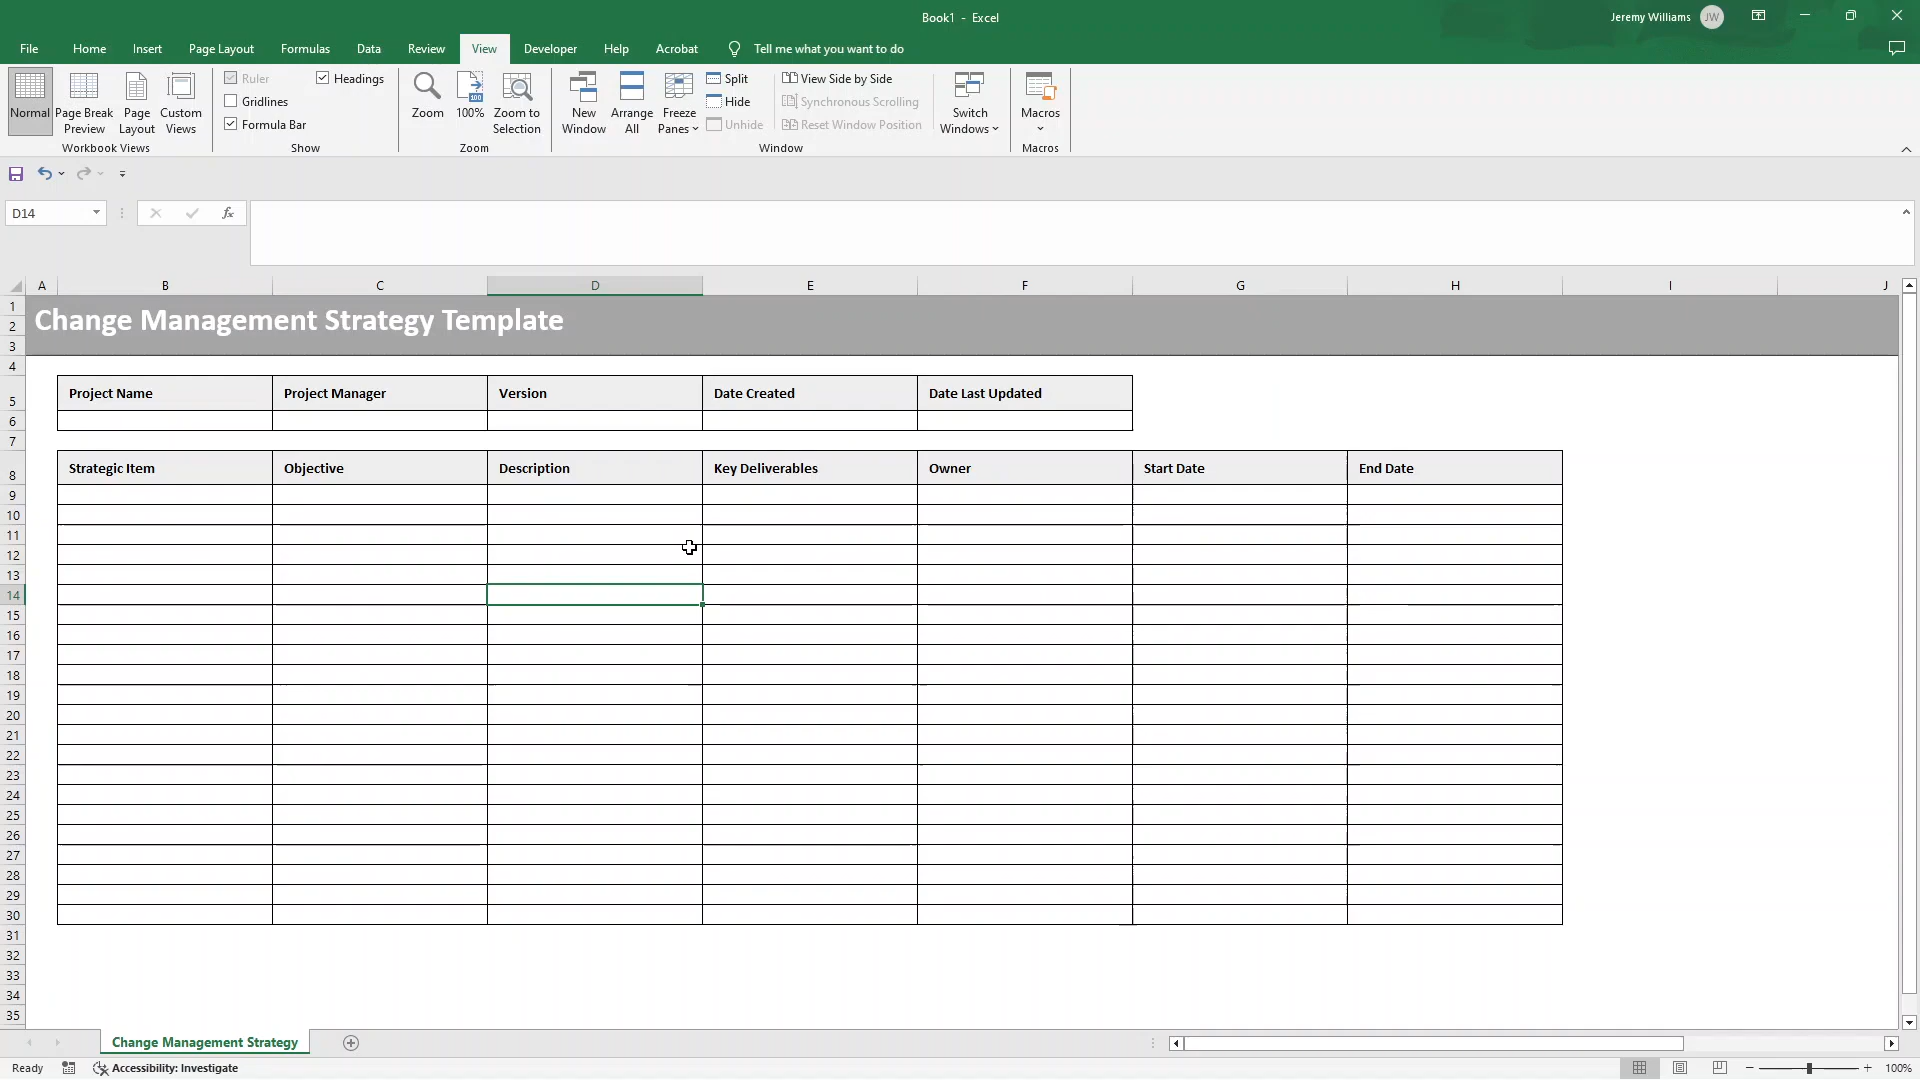 Book1 - Excel
Jeremy Williams JW
File Home Insert Page Layout Formulas Data Review View Developer Help Acrobat Tell me what you want to do
Normal Page Break Preview Page Layout Custom Views
Workbook Views
Ruler Headings
Gridlines
Formula Bar
Show
Zoom 100% Zoom to Selection
100
Zoom
New Window Arrange All Freeze Panes
Split
Hide
Unhide
View Side by Side
Synchronous Scrolling
Reset Window Position
Switch Windows
Window
Macros
Macros
D14 fx
A B C D E F G H I J
1
Change Management Strategy Template
2
3
4
5 Project Name Project Manager Version Date Created Date Last Updated
6
7
8 Strategic Item Objective Description Key Deliverables Owner Start Date End Date
9
10
11
12
13
14
15
16
17
18
19
20
21
22
23
24
25
26
27
28
29
30
31
32
33
34
35
Change Management Strategy
Ready Accessibility: Investigate 100%